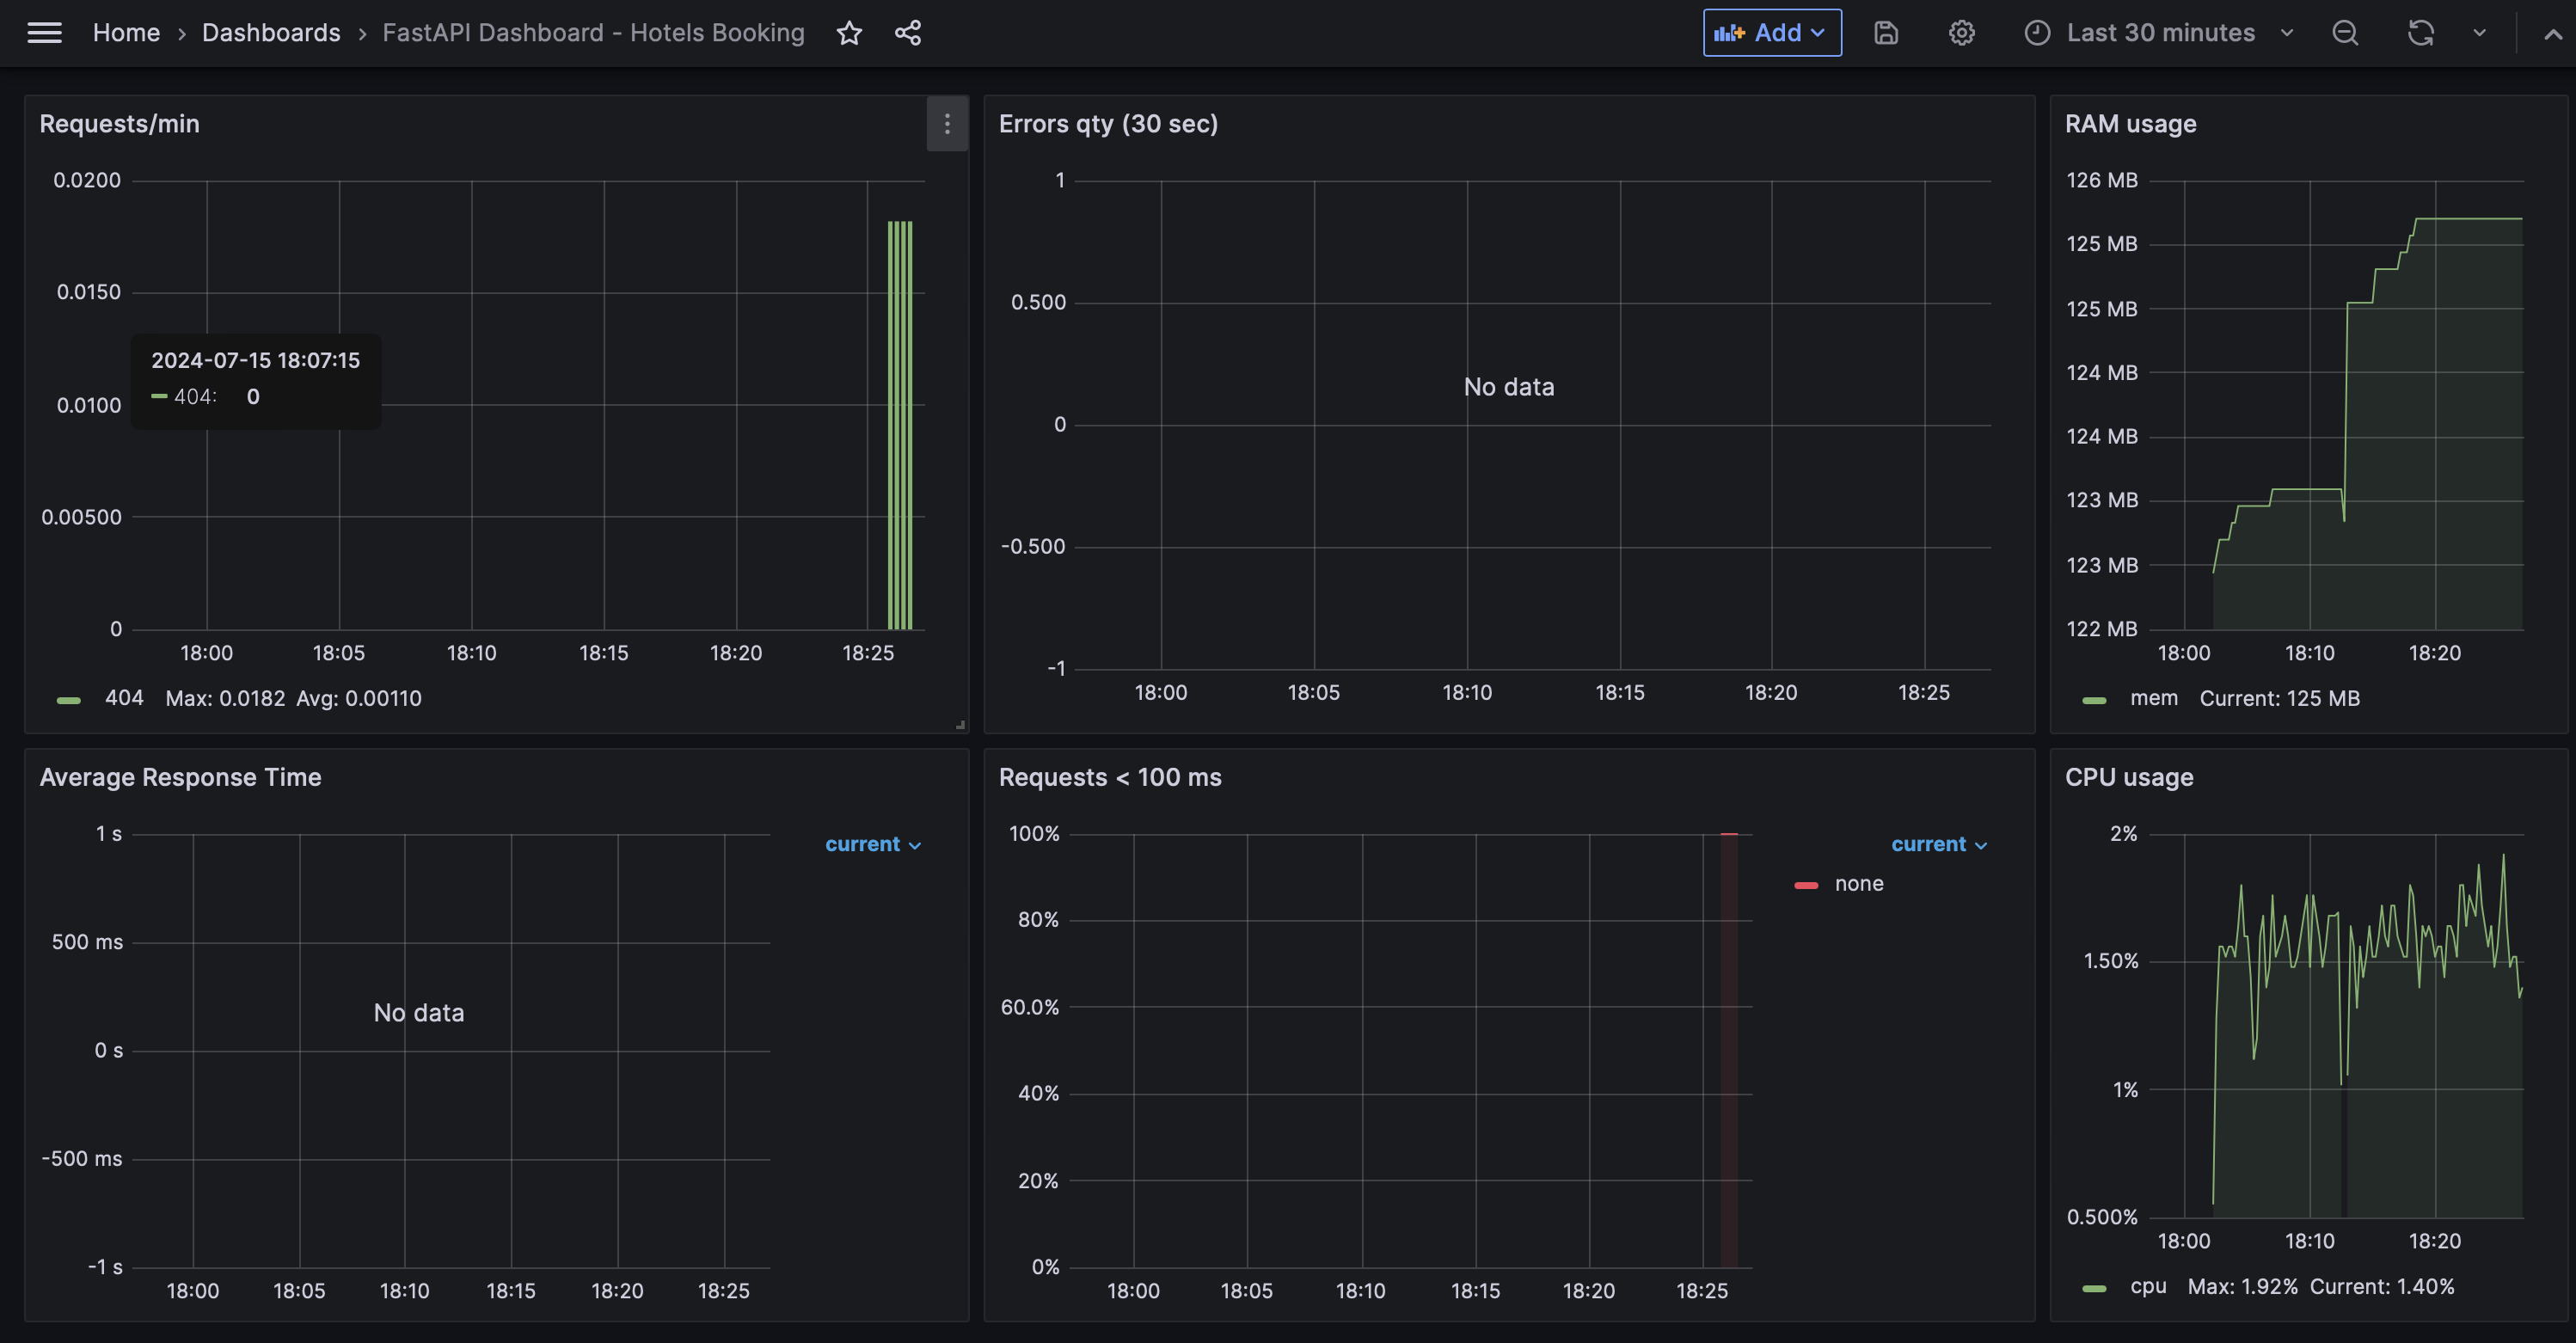 Home › Dashboards › FastAPI Dashboard - Hotels Booking
Add
Last 30 minutes
Requests/min
0.0200
0.0150
0.0100
0.00500
0
2024-07-15 18:07:15
404: 0
18:00 18:05 18:10 18:15 18:20 18:25
404 Max: 0.0182 Avg: 0.00110
Errors qty (30 sec)
1
0.500
0
-0.500
-1
No data
18:00 18:05 18:10 18:15 18:20 18:25
RAM usage
126 MB
125 MB
125 MB
124 MB
124 MB
123 MB
123 MB
122 MB
18:00 18:10 18:20
mem Current: 125 MB
Average Response Time
1 s
500 ms
0 s
-500 ms
-1 s
No data
current
18:00 18:05 18:10 18:15 18:20 18:25
Requests < 100 ms
100%
80%
60.0%
40%
20%
0%
current
none
18:00 18:05 18:10 18:15 18:20 18:25
CPU usage
2%
1.50%
1%
0.500%
18:00 18:10 18:20
cpu Max: 1.92% Current: 1.40%